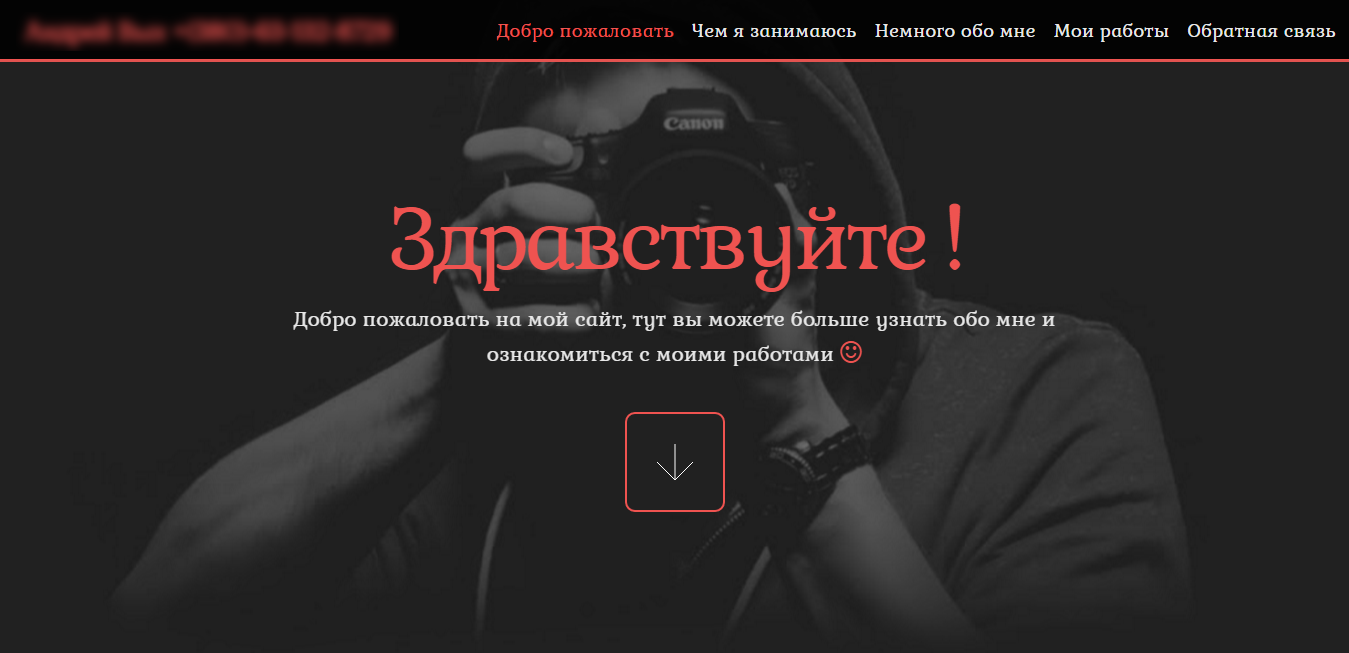 Добро пожаловать Чем я занимаюсь Немного обо мне Мои работы Обратная связь
Canon
Здравствуйте !
Добро пожаловать на мой сайт, тут вы можете больше узнать обо мне и
ознакомиться с моими работами